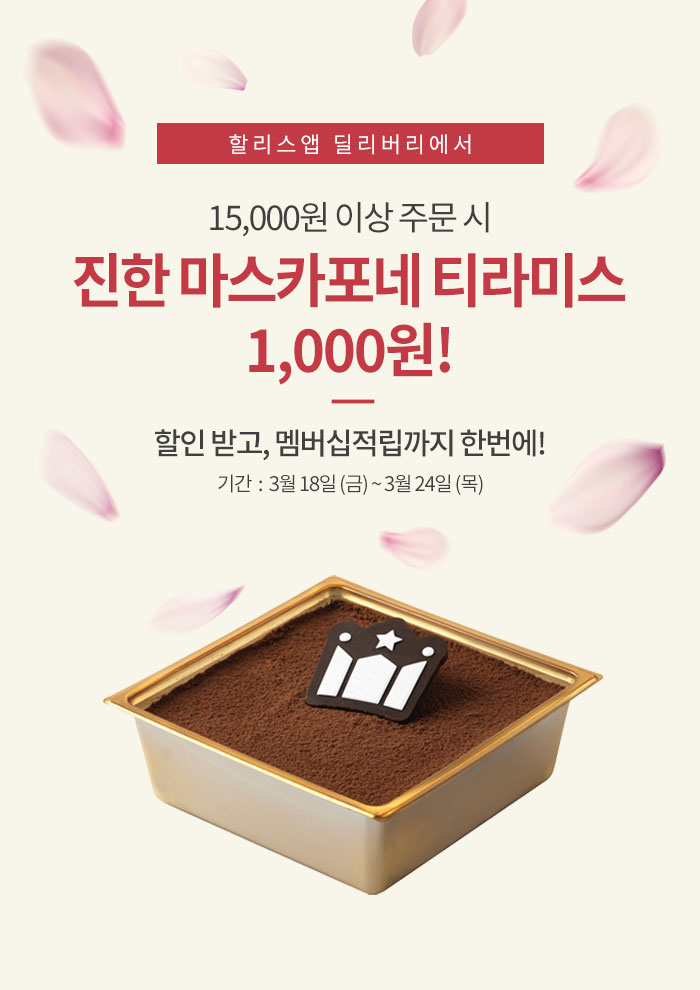 할리스앱 딜리버리에서
15,000원 이상 주문 시
진한 마스카포네 티라미스
1,000원!
할인 받고, 멤버십적립까지 한번에!
기간 : 3월 18일 (금) ~ 3월 24일 (목)